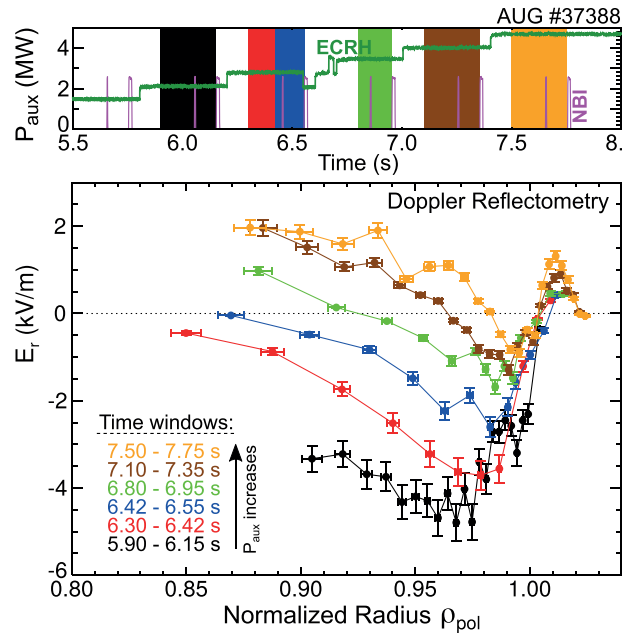 AUG #37388
P_aux (MW)
4
2
0
ECRH
NBI
5.5 6.0 6.5 7.0 7.5 8.0
Time (s)
Doppler Reflectometry
E_r (kV/m)
2
0
-2
-4
-6
Time windows:
7.50 - 7.75 s
7.10 - 7.35 s
6.80 - 6.95 s
6.42 - 6.55 s
6.30 - 6.42 s
5.90 - 6.15 s
P_aux increases
0.80 0.85 0.90 0.95 1.00
Normalized Radius ρ_pol